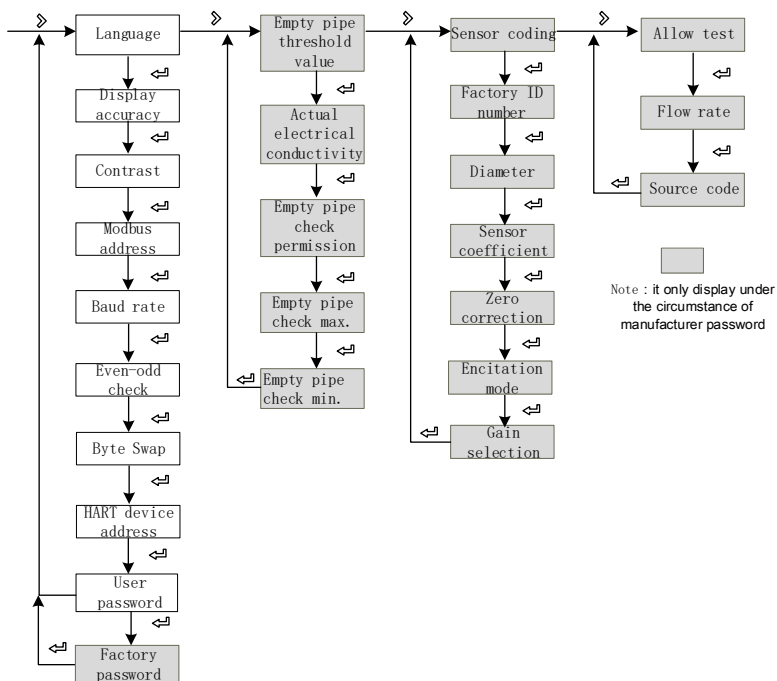 Language
Display
accuracy
Contrast
Modbus
address
Baud rate
Even-odd
check
Byte Swap
HART device
address
User
password
Factory
password
Empty pipe
threshold
value
Actual
electrical
conductivity
Empty pipe
check
permission
Empty pipe
check max.
Empty pipe
check min.
Sensor coding
Factory ID
number
Diameter
Sensor
coefficient
Zero
correction
Encitation
mode
Gain
selection
Allow test
Flow rate
Source code
Note : it only display under
the circumstance of
manufacturer password